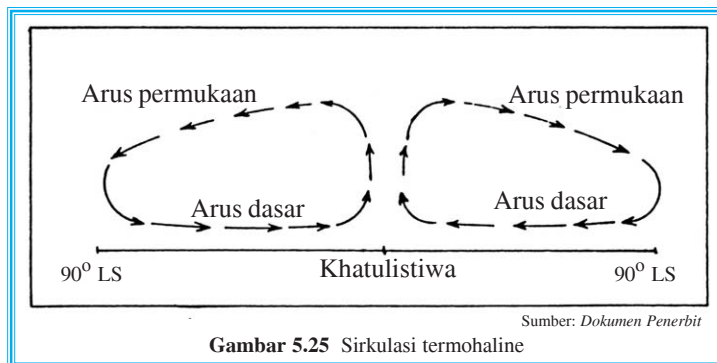 Arus permukaan Arus permukaan
Arus dasar Arus dasar
90° LS Khatulistiwa 90° LS
Sumber: Dokumen Penerbit
Gambar 5.25 Sirkulasi termohaline